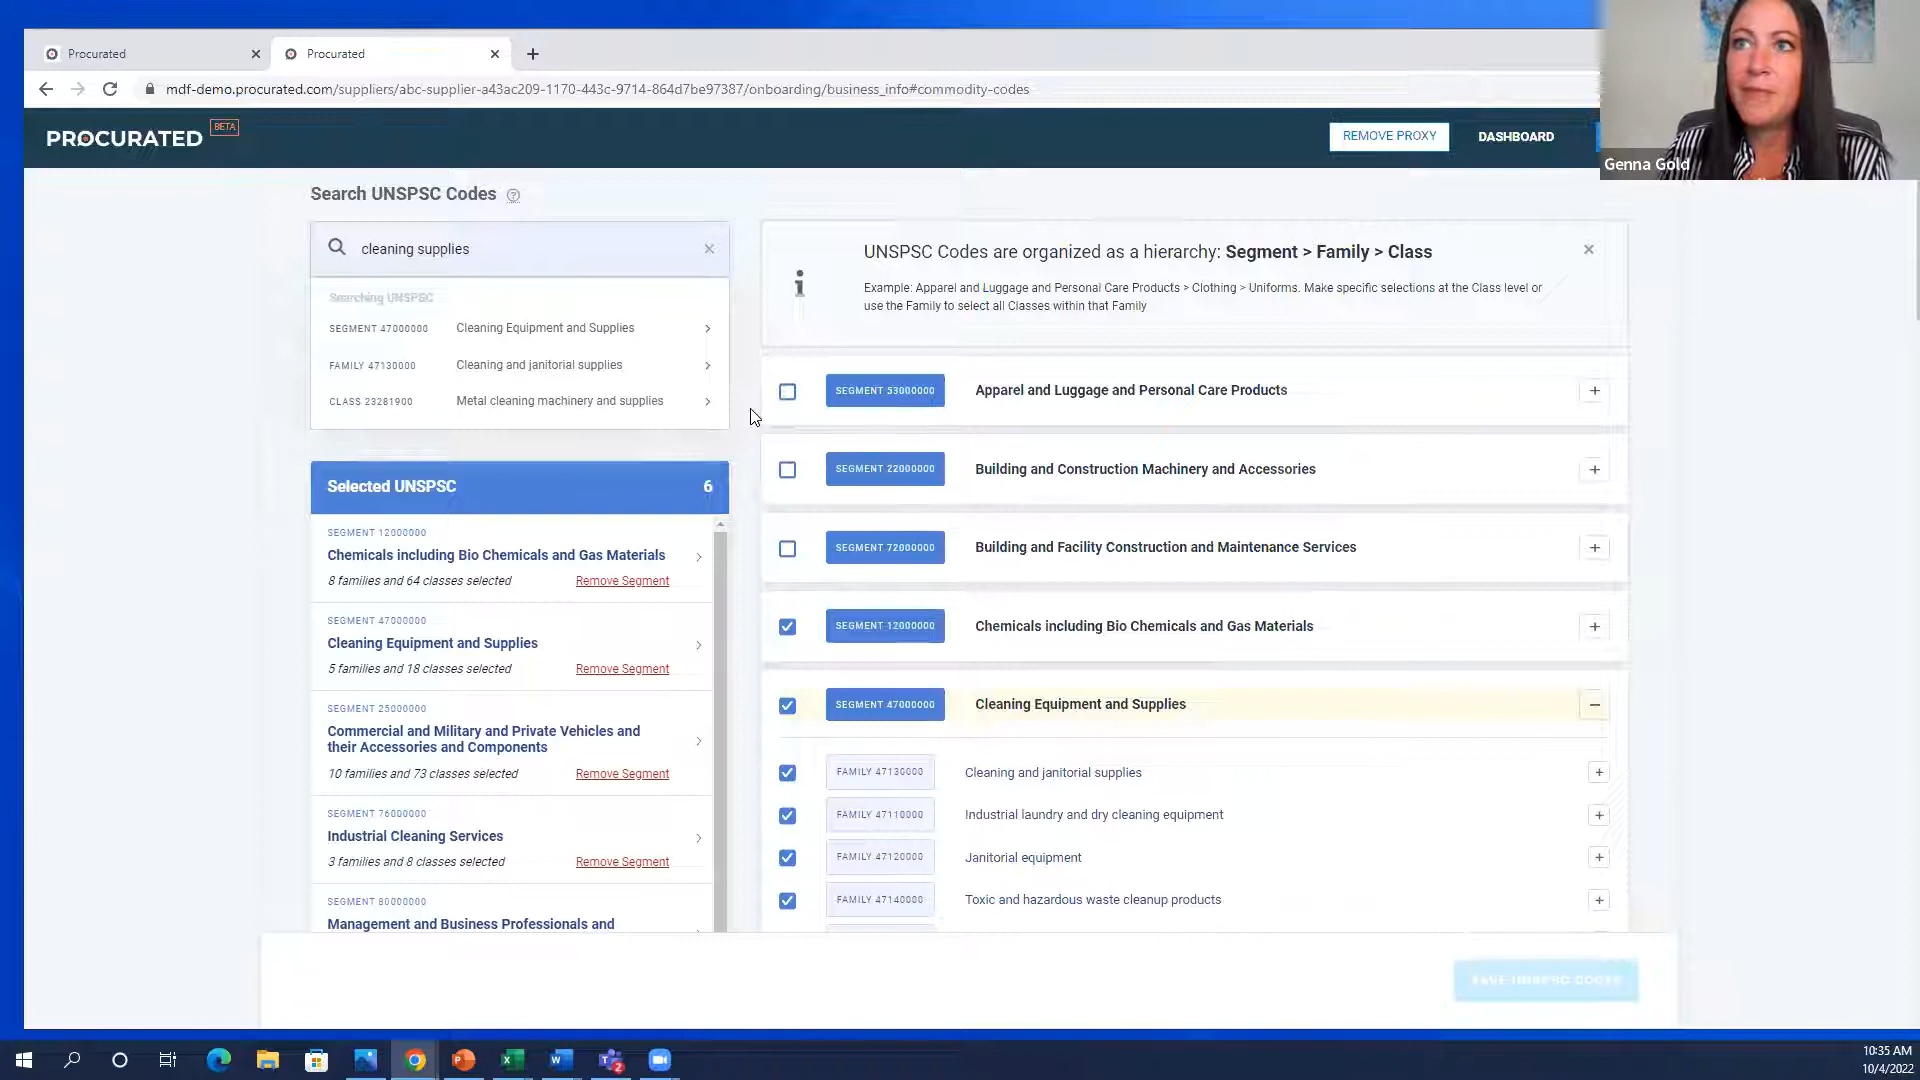 Procurated
Procurated
mdf-demo.procurated.com/suppliers/abc-supplier-a43ac209-1170-443c-9714-864d7be97387/onboarding/business_info#commodity-codes
PROCURATED BETA
REMOVE PROXY
DASHBOARD
Genna Gold
Search UNSPSC Codes
cleaning supplies
Searching UNSPSC
SEGMENT 47000000 Cleaning Equipment and Supplies
FAMILY 47130000 Cleaning and janitorial supplies
CLASS 23281900 Metal cleaning machinery and supplies
Selected UNSPSC 6
SEGMENT 12000000
Chemicals including Bio Chemicals and Gas Materials
8 families and 64 classes selected Remove Segment
SEGMENT 47000000
Cleaning Equipment and Supplies
5 families and 18 classes selected Remove Segment
SEGMENT 25000000
Commercial and Military and Private Vehicles and
their Accessories and Components
10 families and 73 classes selected Remove Segment
SEGMENT 76000000
Industrial Cleaning Services
3 families and 8 classes selected Remove Segment
SEGMENT 80000000
Management and Business Professionals and
UNSPSC Codes are organized as a hierarchy: Segment > Family > Class
Example: Apparel and Luggage and Personal Care Products > Clothing > Uniforms. Make specific selections at the Class level or
use the Family to select all Classes within that Family
SEGMENT 53000000 Apparel and Luggage and Personal Care Products
SEGMENT 22000000 Building and Construction Machinery and Accessories
SEGMENT 72000000 Building and Facility Construction and Maintenance Services
SEGMENT 12000000 Chemicals including Bio Chemicals and Gas Materials
SEGMENT 47000000 Cleaning Equipment and Supplies
FAMILY 47130000 Cleaning and janitorial supplies
FAMILY 47110000 Industrial laundry and dry cleaning equipment
FAMILY 47120000 Janitorial equipment
FAMILY 47140000 Toxic and hazardous waste cleanup products
SAVE UNSPSC CODES
10:35 AM
10/4/2022